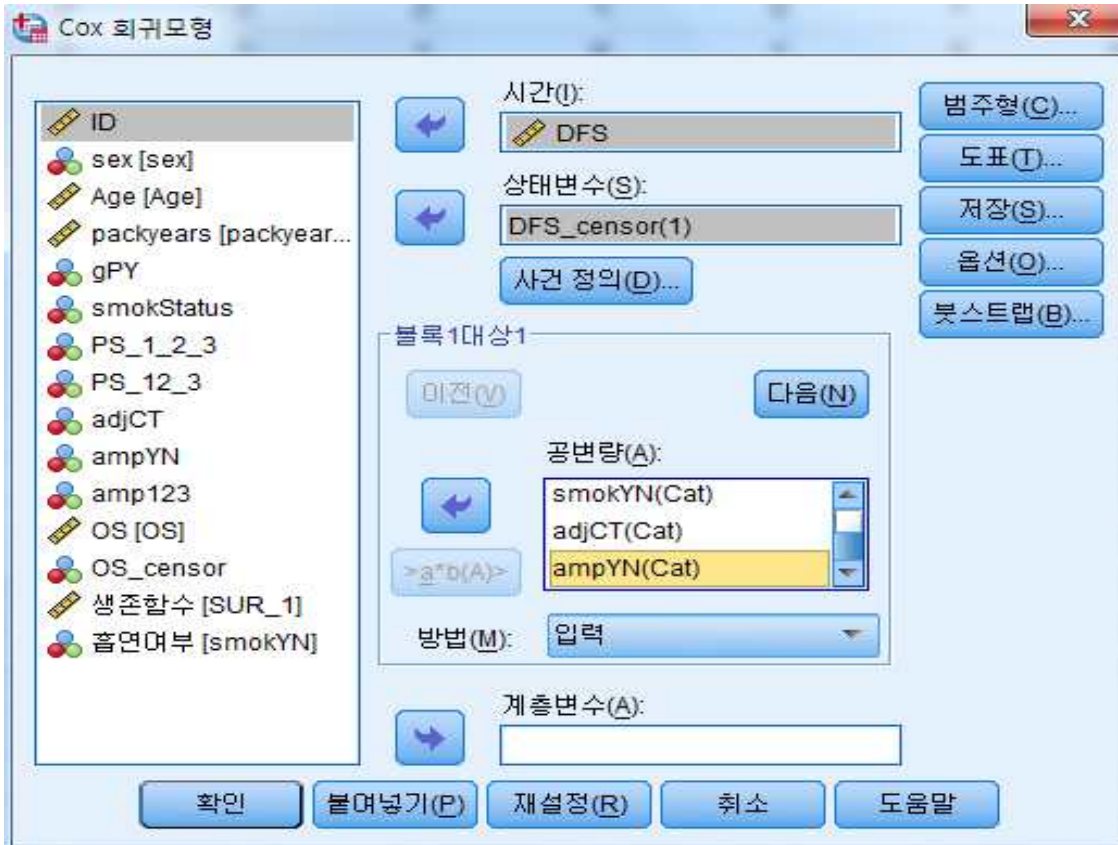 Cox 회귀모형
ID
sex [sex]
Age [Age]
packyears [packyear...
gPY
smokStatus
PS_1_2_3
PS_12_3
adjCT
ampYN
amp123
OS [OS]
OS_censor
생존함수 [SUR_1]
흡연여부 [smokYN]
시간(I):
DFS
상태변수(S):
DFS_censor(1)
사건 정의(D)...
블록1대상1
이전(V)
다음(N)
공변량(A):
smokYN(Cat)
adjCT(Cat)
ampYN(Cat)
>a*b(A)>
방법(M):
입력
계층변수(A):
범주형(C)...
도표(T)...
저장(S)...
옵션(O)...
붓스트랩(B)...
확인
붙여넣기(P)
재설정(R)
취소
도움말